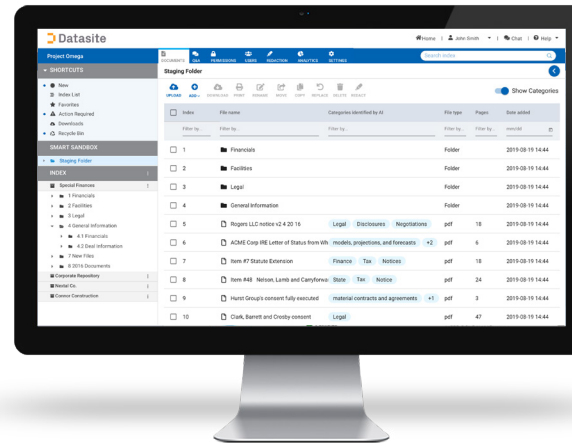 Datasite
Home | John Smith | Chat | Help
Project Omega
DOCUMENTS Q&A PERMISSIONS USERS REDACTION ANALYTICS SETTINGS
Search index
SHORTCUTS
New
Index List
Favorites
Action Required
Downloads
Recycle Bin
SMART SANDBOX
Staging Folder
INDEX
Special Finances
1 Financials
2 Facilities
3 Legal
4 General Information
4.1 Financials
4.2 Deal Information
7 New Files
8 2016 Documents
Corporate Repository
Nextel Co.
Connor Construction
Staging Folder
UPLOAD ADD DOWNLOAD PRINT RENAME MOVE COPY REPLACE DELETE REDACT
Show Categories
Index File name Categories identified by AI File type Pages Date added
Filter by... Filter by... Filter by... Filter by... Filter by... mm/dd
1 Financials Folder 2019-08-19 14:44
2 Facilities Folder 2019-08-19 14:44
3 Legal Folder 2019-08-19 14:44
4 General Information Folder 2019-08-19 14:44
5 Rogers LLC notice v2 4 20 16 Legal Disclosures Negotiations pdf 18 2019-08-19 14:44
6 ACME Corp-IRE Letter of Status from Wh models, projections, and forecasts +2 pdf 6 2019-08-19 14:44
7 Item #7 Statute Extension Finance Tax Notices pdf 18 2019-08-19 14:44
8 Item #48 Nelson, Lamb and Carryforwa State Tax Notice pdf 24 2019-08-19 14:44
9 Hurst Group's consent fully executed material contracts and agreements +1 pdf 3 2019-08-19 14:44
10 Clark, Barrett and Crosby consent Legal pdf 47 2019-08-19 14:44